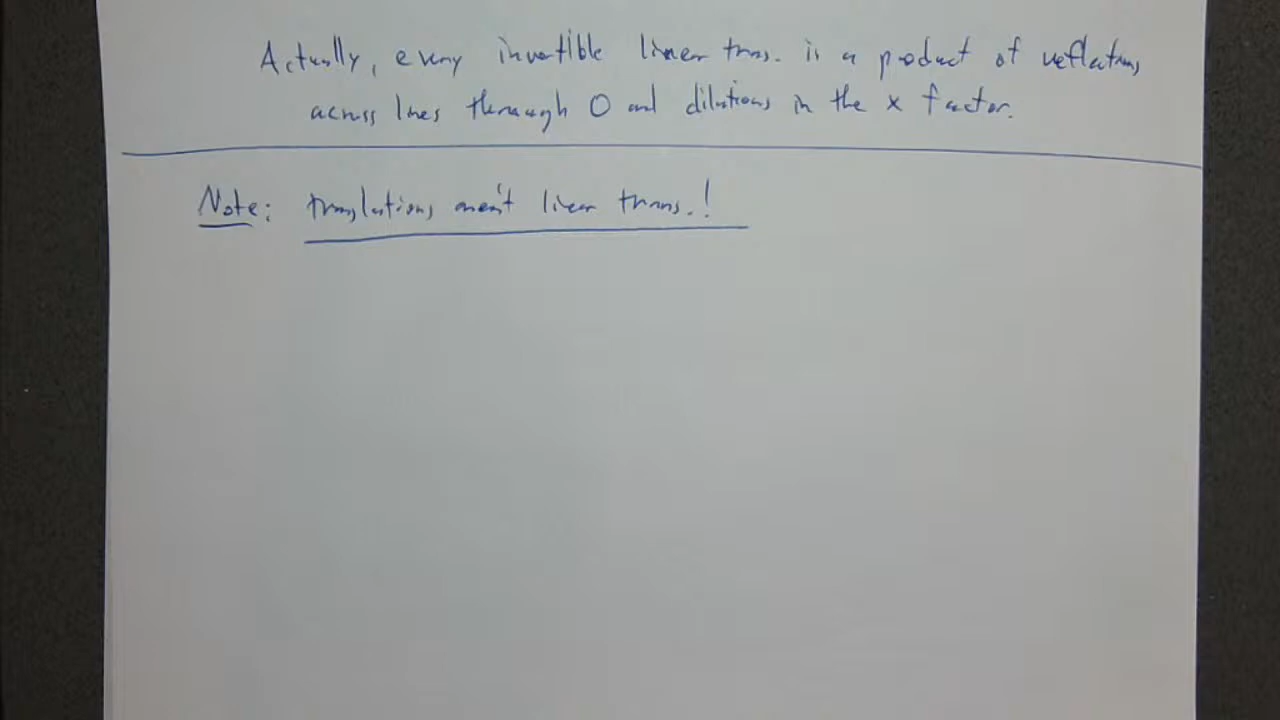 Actually, every invertible linear trans. is a product of reflections
across lines through O and dilations in the x factor.
Note: translations aren't linear trans.!